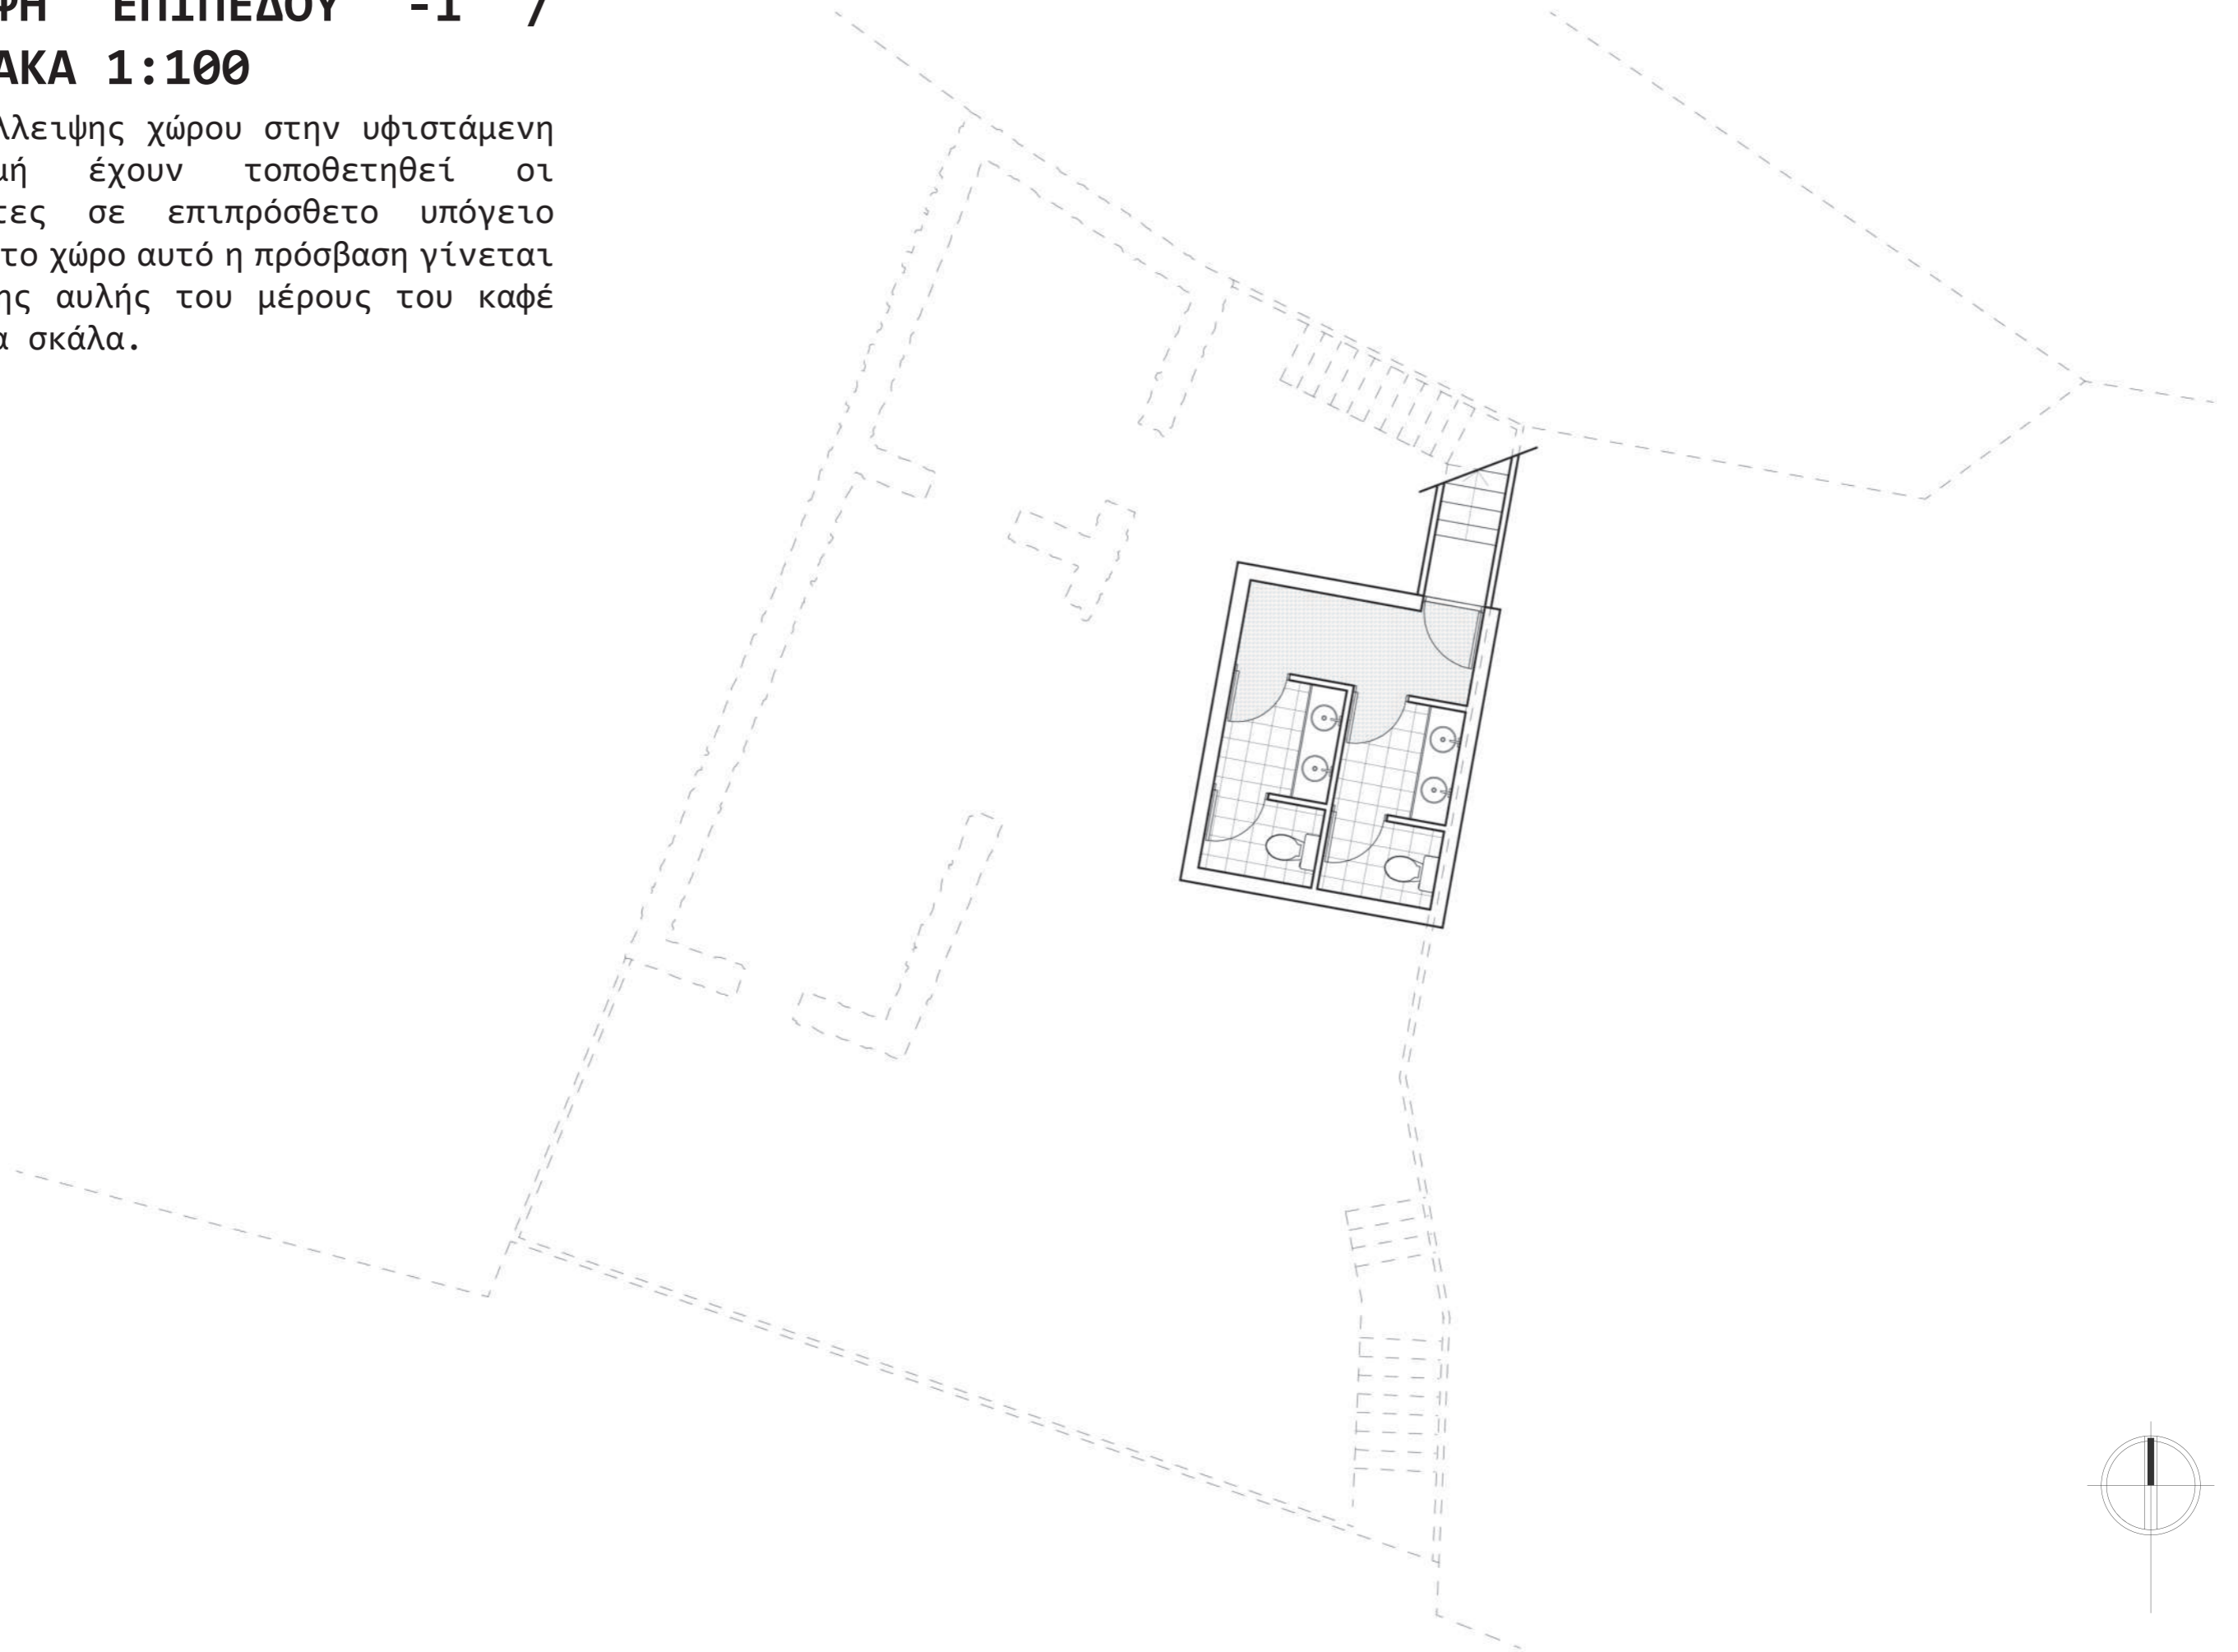 ΨΗ ΕΠΙΠΕΔΟΥ -1 /
ΑΚΑ 1:100
λλειψης χώρου στην υφιστάμενη
μή έχουν τοποθετηθεί οι
τες σε επιπρόσθετο υπόγειο
το χώρο αυτό η πρόσβαση γίνεται
ης αυλής του μέρους του καφέ
α σκάλα.